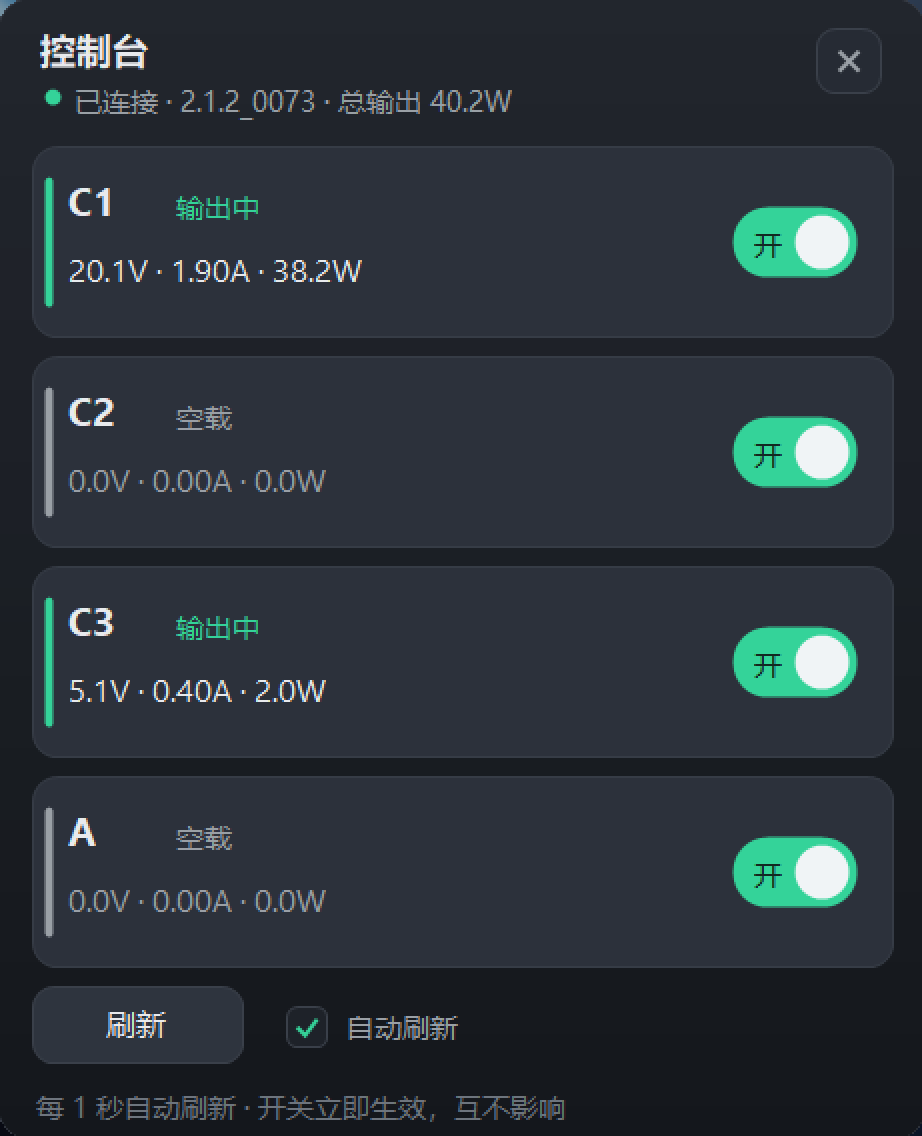 控制台
已连接 · 2.1.2_0073 · 总输出 40.2W
C1 输出中
20.1V · 1.90A · 38.2W
开
C2 空载
0.0V · 0.00A · 0.0W
开
C3 输出中
5.1V · 0.40A · 2.0W
开
A 空载
0.0V · 0.00A · 0.0W
开
刷新 自动刷新
每 1 秒自动刷新 · 开关立即生效，互不影响